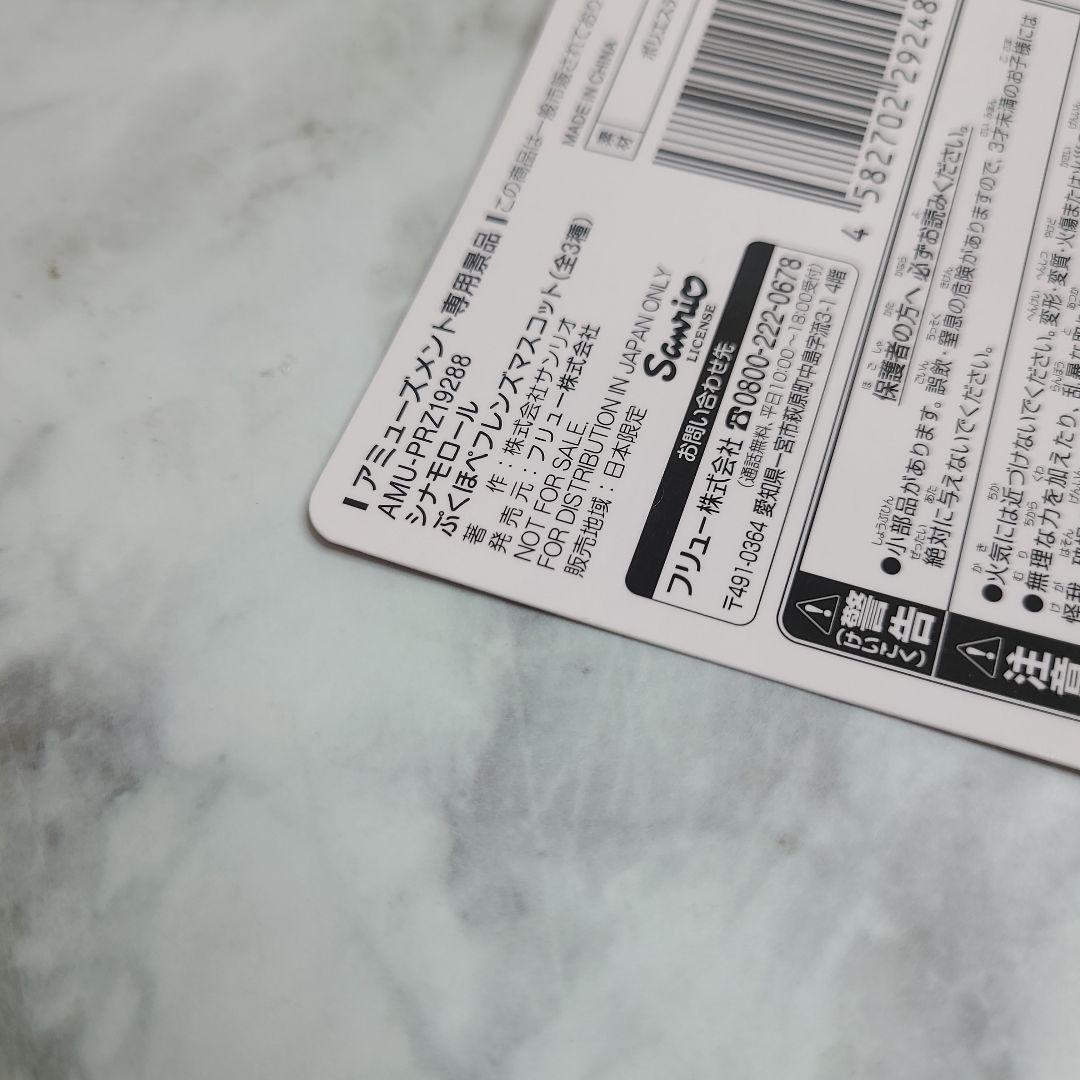 アミューズメント専用景品 この商品は一般市販されており
AMU-PRZ19288
シナモロール
ぷくほぺフレンズマスコット(全3種)
著作:株式会社サンリオ
発売元:フリュー株式会社
NOT FOR SALE.
FOR DISTRIBUTION IN JAPAN ONLY
販売地域:日本限定
MADE IN CHINA
素材
ポリエステ
4 582702 29248
Sanrio
LICENSE
お問い合わせ先
フリュー株式会社 ☎0800-222-0678
(通話無料、平日10:00～18:00受付)
〒491-0364 愛知県一宮市萩原町中島字流3-1 4階
保護者の方へ 必ずお読みください。
警告
(けいこく)
●小部品があります。誤飲・窒息の危険がありますので、3才未満のお子様には
絶対に与えないでください。
注意
●火気には近づけないでください。変形・変質・火傷または火災
●無理な力を加えたり、乱暴な
怪我、破損